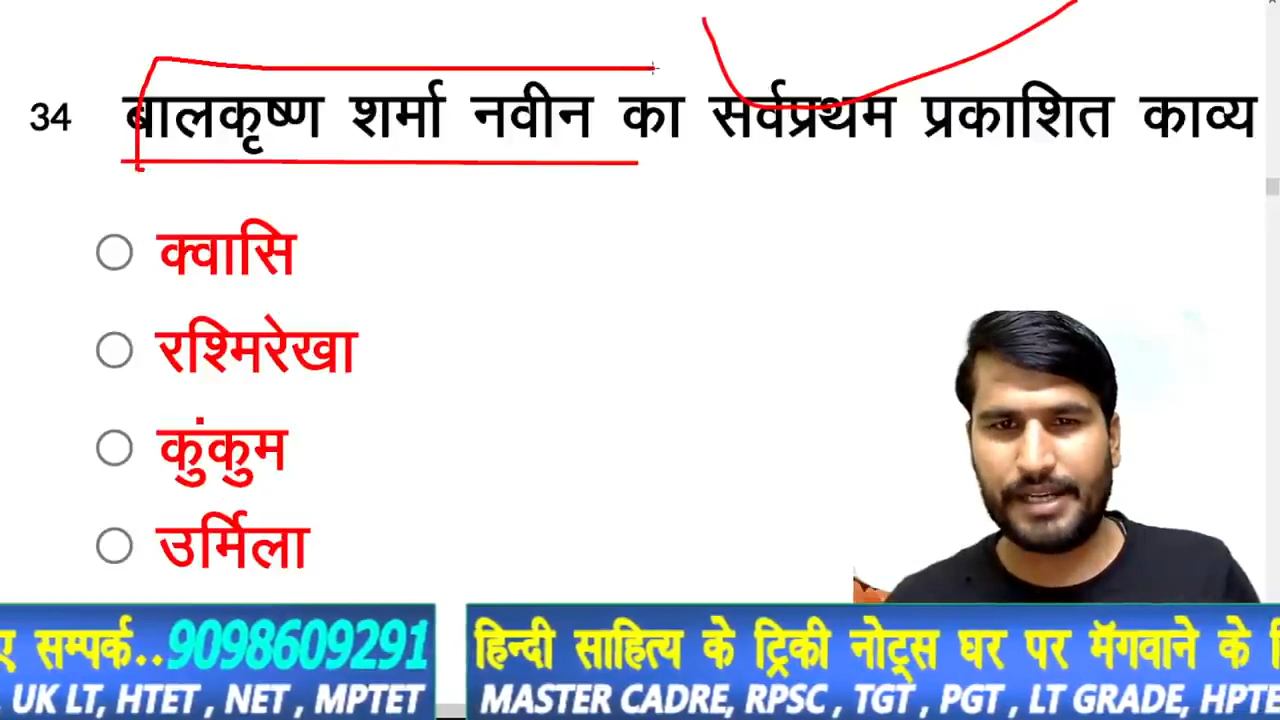 34 बालकृष्ण शर्मा नवीन का सर्वप्रथम प्रकाशित काव्य
क्वासि
रश्मिरेखा
कुंकुम
उर्मिला
ए सम्पर्क..9098609291 हिन्दी साहित्य के ट्रिकी नोट्स घर पर मॅगवाने के
UK LT, HTET , NET , MPTET MASTER CADRE, RPSC , TGT , PGT , LT GRADE, HPTE